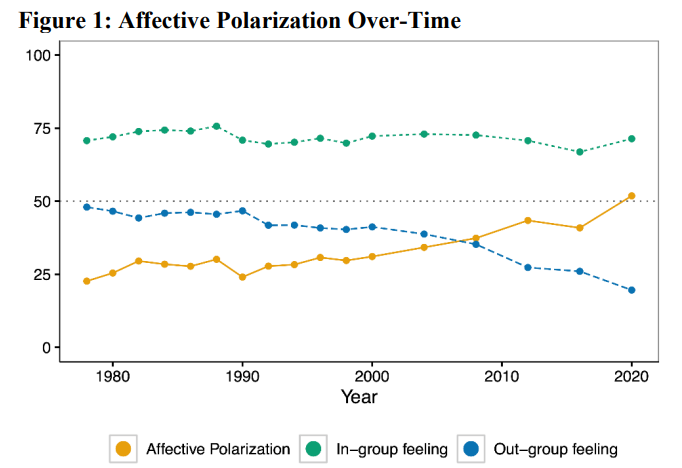 Figure 1: Affective Polarization Over-Time
100
75
50
25
0
1980 1990 2000 2010 2020
Year
Affective Polarization In-group feeling Out-group feeling